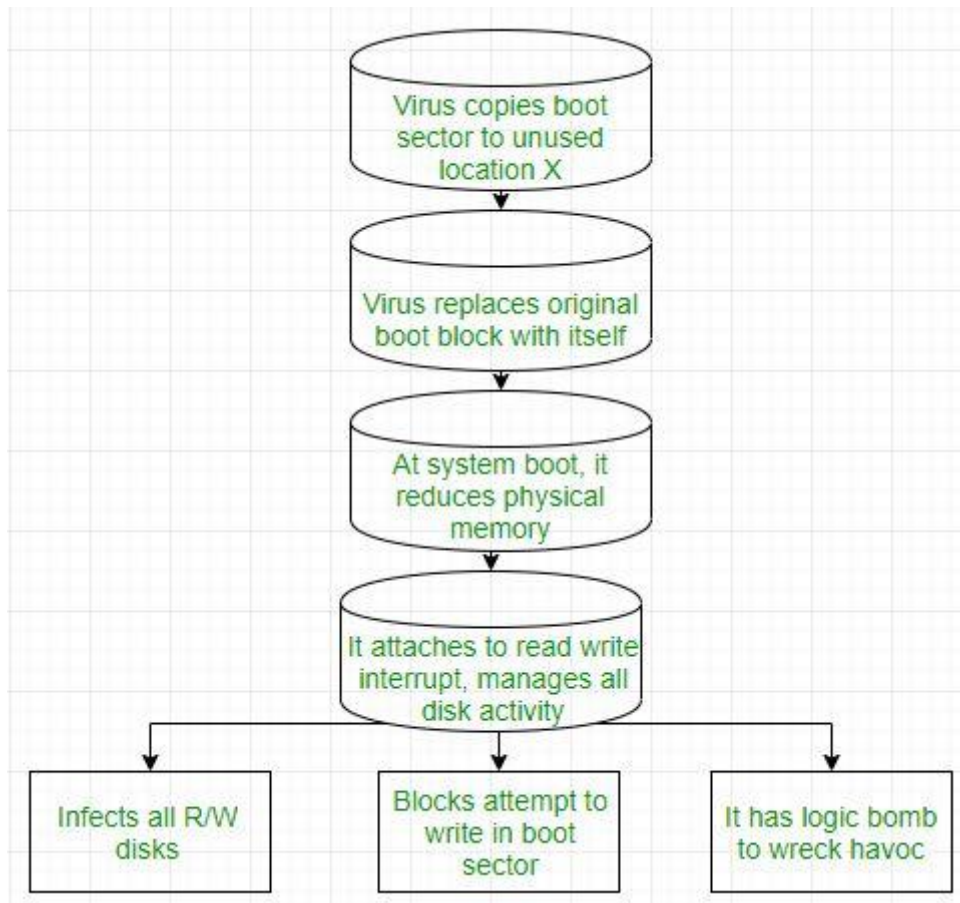 Virus copies boot
sector to unused
location X
Virus replaces original
boot block with itself
At system boot, it
reduces physical
memory
It attaches to read write
interrupt, manages all
disk activity
Infects all R/W
disks
Blocks attempt to
write in boot
sector
It has logic bomb
to wreck havoc